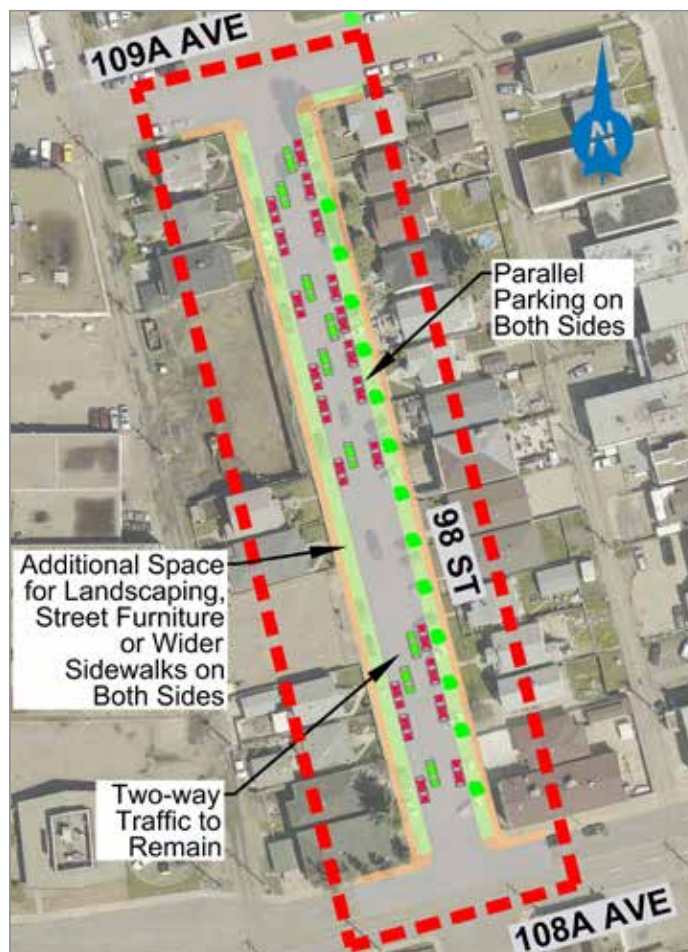 109A AVE
N
Parallel
Parking on
Both Sides
98 ST
Additional Space
for Landscaping,
Street Furniture
or Wider
Sidewalks on
Both Sides
Two-way
Traffic to
Remain
108A AVE